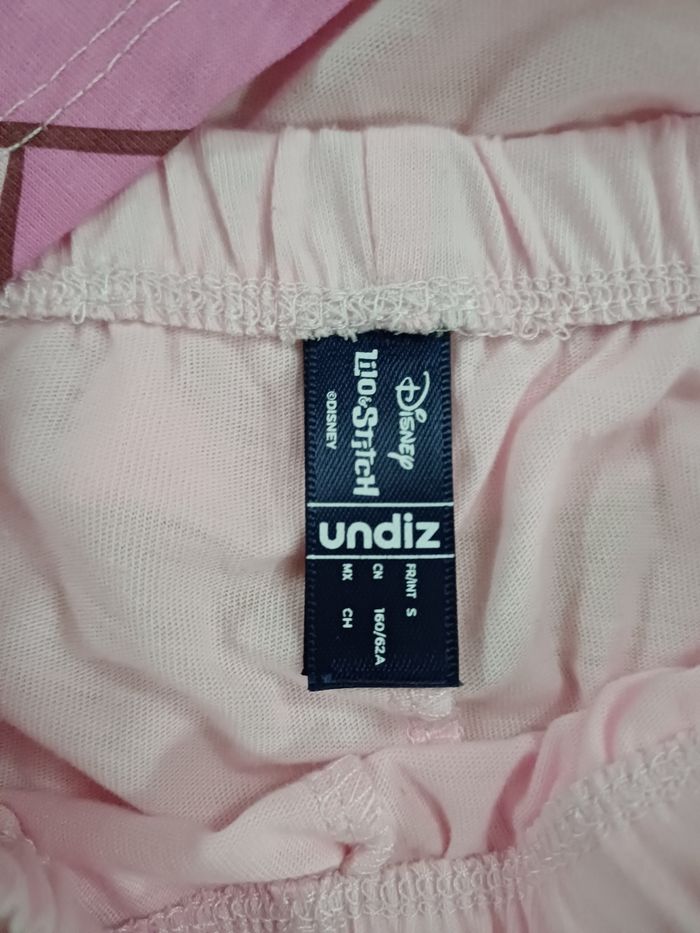 Disney
Lilo & Stitch
©DISNEY
undiz
FR/INT S
CN 160/62A
MX CH